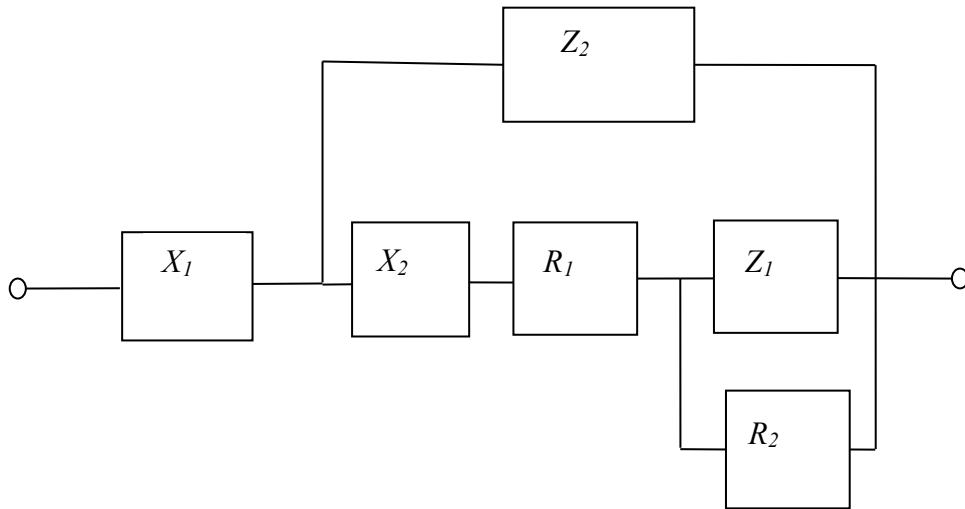 Z₂
X₁
X₂
R₁
Z₁
R₂